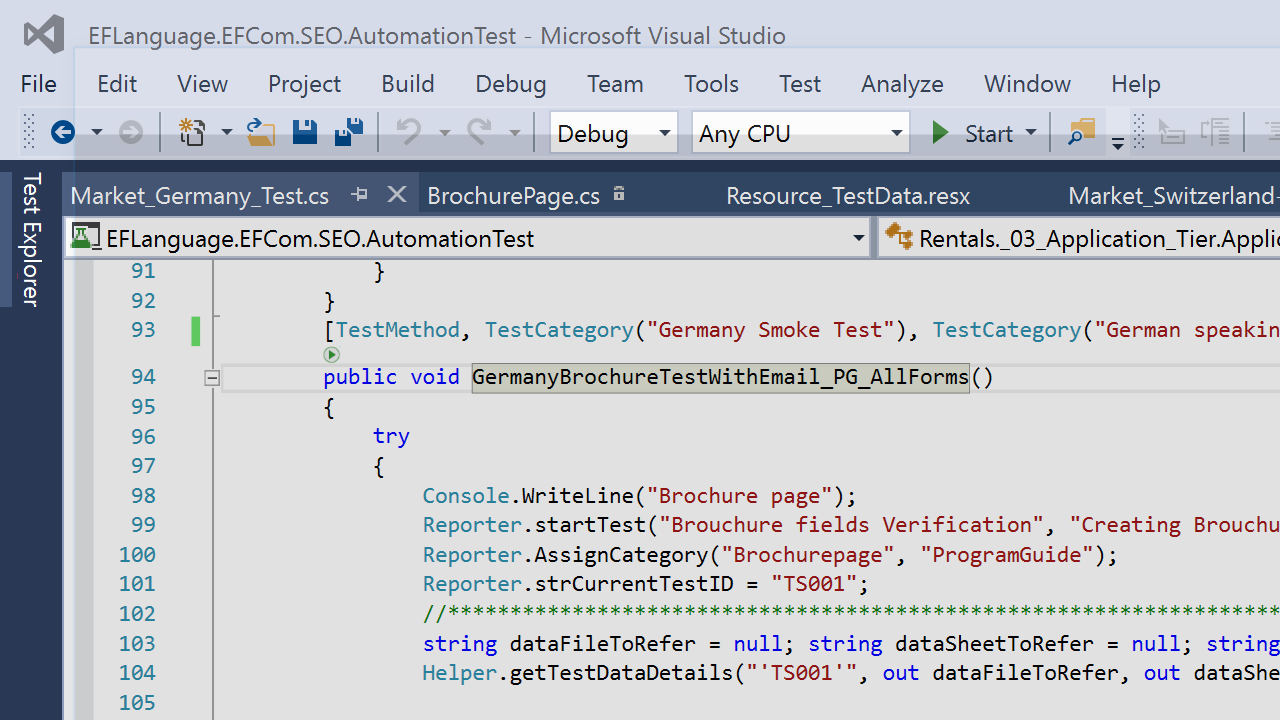 EFLanguage.EFCom.SEO.AutomationTest - Microsoft Visual Studio
File Edit View Project Build Debug Team Tools Test Analyze Window Help
Debug Any CPU Start
Test Explorer
Market_Germany_Test.cs BrochurePage.cs Resource_TestData.resx Market_Switzerland-
EFLanguage.EFCom.SEO.AutomationTest Rentals._03_Application_Tier.Applic
91 }
92 }
93 [TestMethod, TestCategory("Germany Smoke Test"), TestCategory("German speakin
94 public void GermanyBrochureTestWithEmail_PG_AllForms()
95 {
96 try
97 {
98 Console.WriteLine("Brochure page");
99 Reporter.startTest("Brouchure fields Verification", "Creating Brouchu
100 Reporter.AssignCategory("Brochurepage", "ProgramGuide");
101 Reporter.strCurrentTestID = "TS001";
102 //*******************************************************************
103 string dataFileToRefer = null; string dataSheetToRefer = null; string
104 Helper.getTestDataDetails("'TS001'", out dataFileToRefer, out dataShe
105